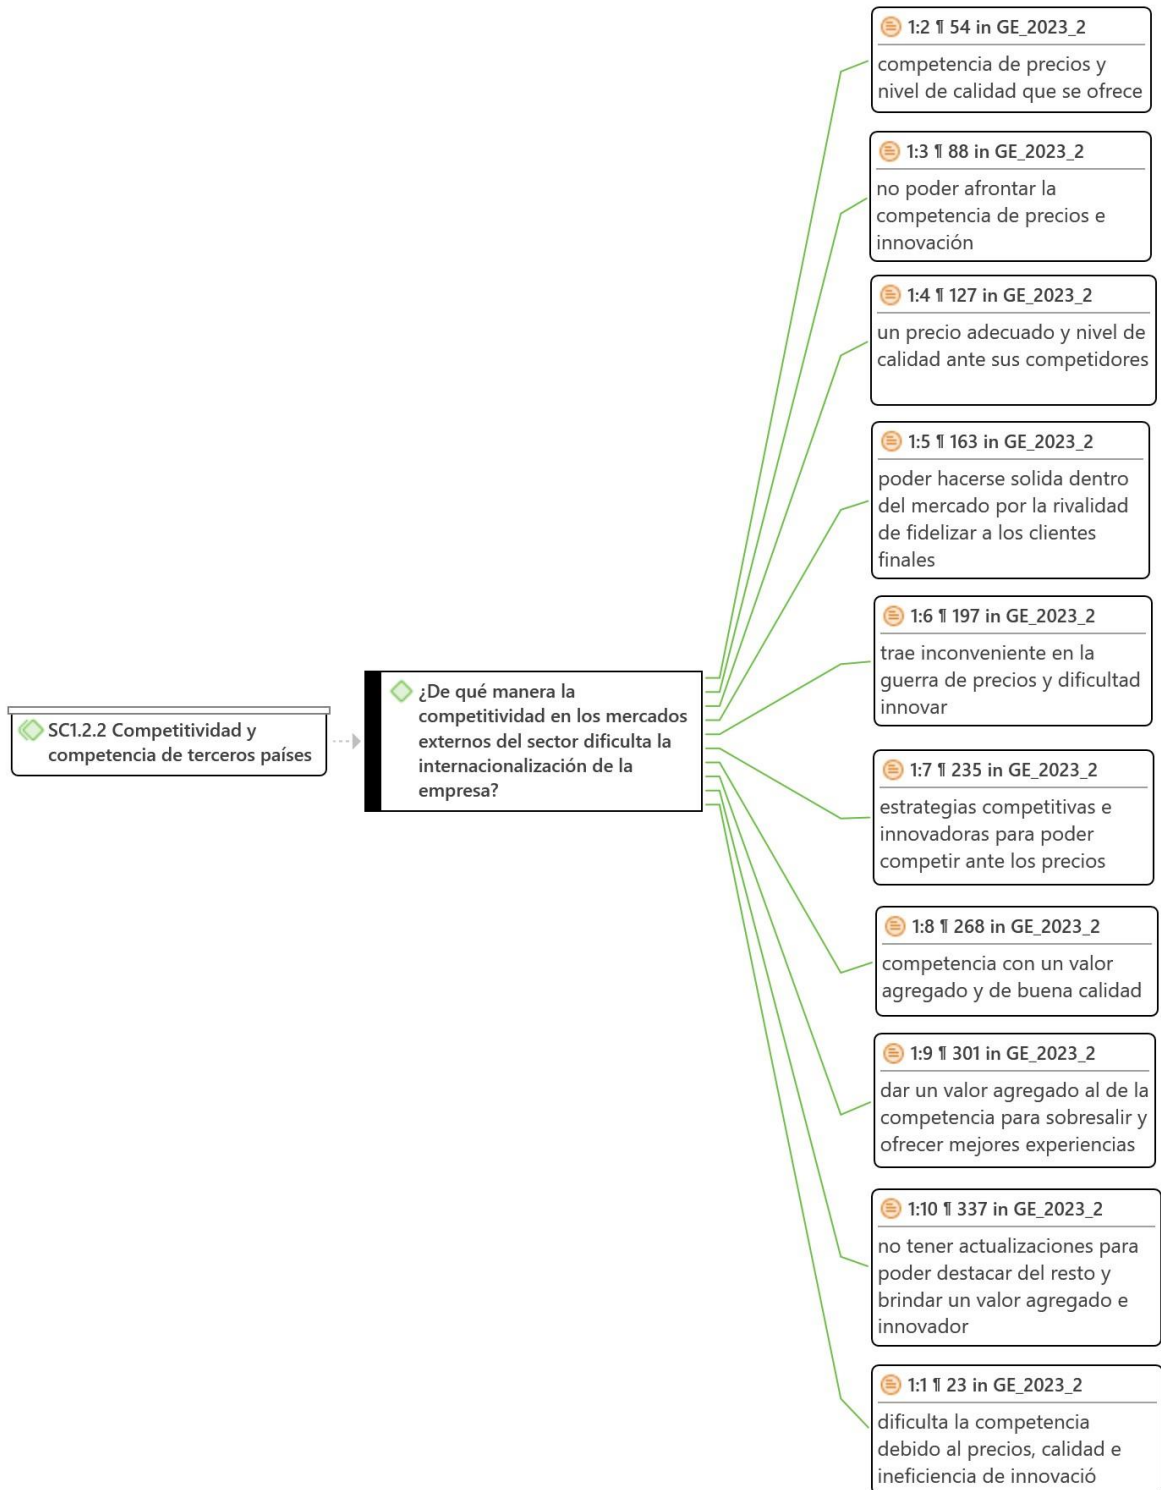 SC1.2.2 Competitividad y
competencia de terceros países
¿De qué manera la
competitividad en los mercados
externos del sector dificulta la
internacionalización de la
empresa?
1:2 ¶ 54 in GE_2023_2
competencia de precios y
nivel de calidad que se ofrece
1:3 ¶ 88 in GE_2023_2
no poder afrontar la
competencia de precios e
innovación
1:4 ¶ 127 in GE_2023_2
un precio adecuado y nivel de
calidad ante sus competidores
1:5 ¶ 163 in GE_2023_2
poder hacerse solida dentro
del mercado por la rivalidad
de fidelizar a los clientes
finales
1:6 ¶ 197 in GE_2023_2
trae inconveniente en la
guerra de precios y dificultad
innovar
1:7 ¶ 235 in GE_2023_2
estrategias competitivas e
innovadoras para poder
competir ante los precios
1:8 ¶ 268 in GE_2023_2
competencia con un valor
agregado y de buena calidad
1:9 ¶ 301 in GE_2023_2
dar un valor agregado al de la
competencia para sobresalir y
ofrecer mejores experiencias
1:10 ¶ 337 in GE_2023_2
no tener actualizaciones para
poder destacar del resto y
brindar un valor agregado e
innovador
1:1 ¶ 23 in GE_2023_2
dificulta la competencia
debido al precios, calidad e
ineficiencia de innovació